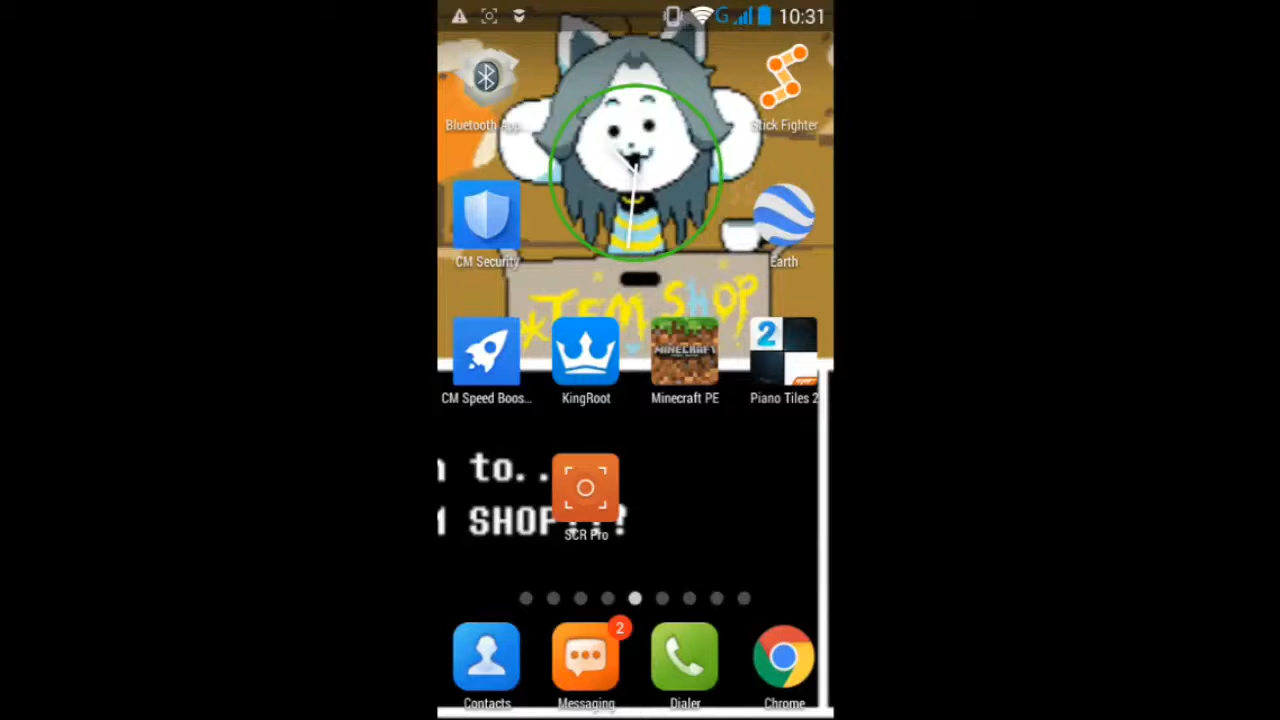 G 10:31
Bluetooth App...
Stick Fighter
CM Security
Earth
*TEM SHOP
2
MINECRAFT
CM Speed Boos...
KingRoot
Minecraft PE
Piano Tiles 2
to..
SHOP!!!
SCR Pro
2
Contacts
Messaging
Dialer
Chrome